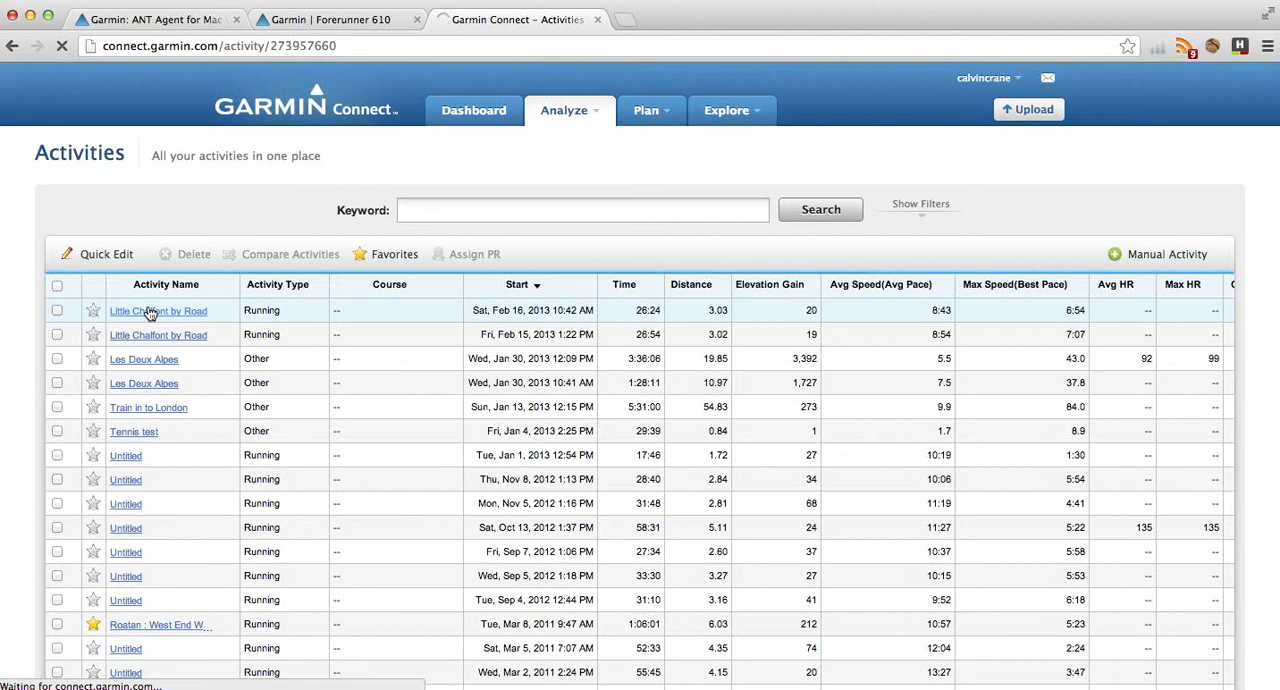 Garmin: ANT Agent for Mac
Garmin | Forerunner 610
Garmin Connect – Activities
connect.garmin.com/activity/273957660
9
H
calvincrane
GARMIN Connect™
Dashboard
Analyze
Plan
Explore
Upload
Activities
All your activities in one place
Keyword:
Search
Show Filters
Quick Edit
Delete
Compare Activities
Favorites
Assign PR
Manual Activity
Activity Name Activity Type Course Start Time Distance Elevation Gain Avg Speed(Avg Pace) Max Speed(Best Pace) Avg HR Max HR
Little Chalfont by Road Running -- Sat, Feb 16, 2013 10:42 AM 26:24 3.03 20 8:43 6:54 -- --
Little Chalfont by Road Running -- Fri, Feb 15, 2013 1:22 PM 26:54 3.02 19 8:54 7:07 -- --
Les Deux Alpes Other -- Wed, Jan 30, 2013 12:09 PM 3:36:06 19.85 3,392 5.5 43.0 92 99
Les Deux Alpes Other -- Wed, Jan 30, 2013 10:41 AM 1:28:11 10.97 1,727 7.5 37.8 -- --
Train in to London Other -- Sun, Jan 13, 2013 12:15 PM 5:31:00 54.83 273 9.9 84.0 -- --
Tennis test Other -- Fri, Jan 4, 2013 2:25 PM 29:39 0.84 1 1.7 8.9 -- --
Untitled Running -- Tue, Jan 1, 2013 12:54 PM 17:46 1.72 27 10:19 1:30 -- --
Untitled Running -- Thu, Nov 8, 2012 1:13 PM 28:40 2.84 34 10:06 5:54 -- --
Untitled Running -- Mon, Nov 5, 2012 1:16 PM 31:48 2.81 68 11:19 4:41 -- --
Untitled Running -- Sat, Oct 13, 2012 1:37 PM 58:31 5.11 24 11:27 5:22 135 135
Untitled Running -- Fri, Sep 7, 2012 1:06 PM 27:34 2.60 37 10:37 5:58 -- --
Untitled Running -- Wed, Sep 5, 2012 1:18 PM 33:30 3.27 27 10:15 5:53 -- --
Untitled Running -- Tue, Sep 4, 2012 12:44 PM 31:10 3.16 41 9:52 6:18 -- --
Roatan : West End W... Running -- Tue, Mar 8, 2011 9:47 AM 1:06:01 6.03 212 10:57 5:23 -- --
Untitled Running -- Sat, Mar 5, 2011 7:07 AM 52:33 4.35 74 12:04 2:24 -- --
Untitled Running -- Wed, Mar 2, 2011 2:24 PM 55:45 4.15 20 13:27 3:47 -- --
Waiting for connect.garmin.com...